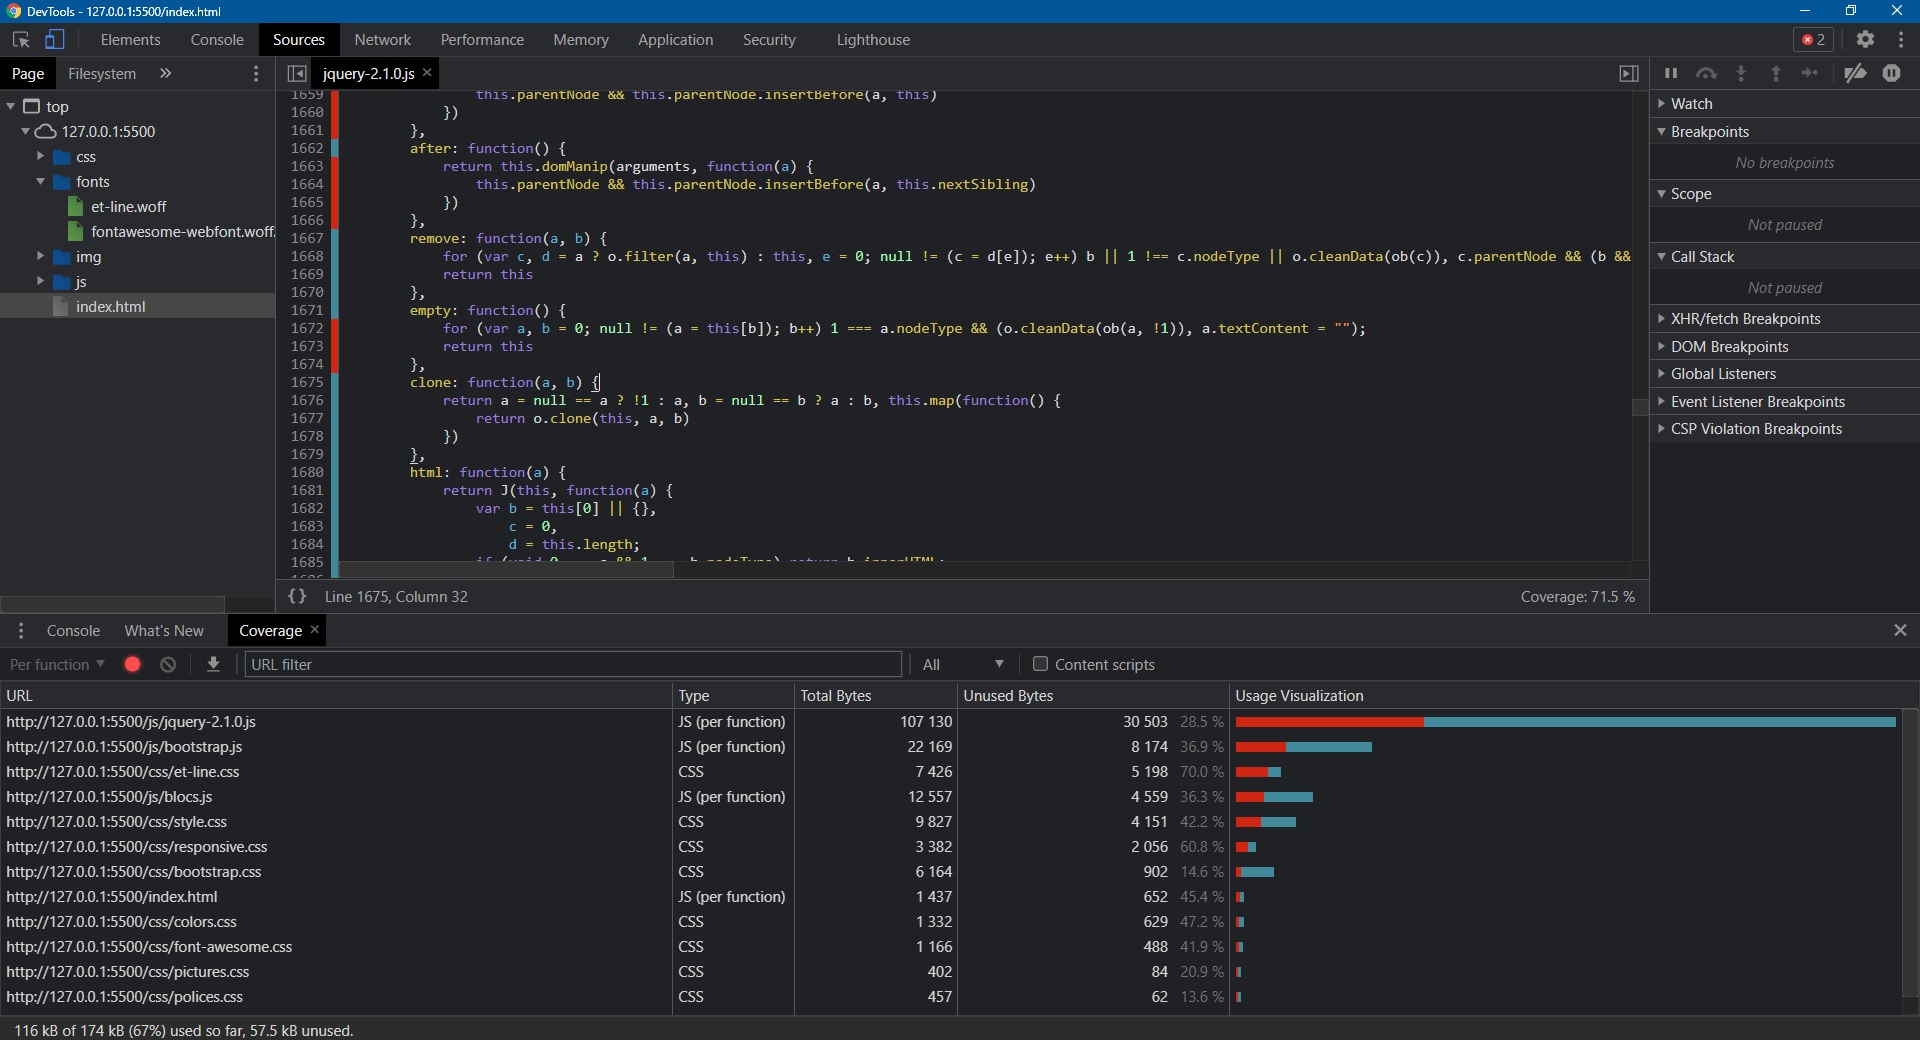 DevTools - 127.0.0.1:5500/index.html
Elements Console Sources Network Performance Memory Application Security Lighthouse 2
Page Filesystem »
jquery-2.1.0.js ×
top
127.0.0.1:5500
css
fonts
et-line.woff
fontawesome-webfont.woff
img
js
index.html
1659 this.parentNode && this.parentNode.insertBefore(a, this)
1660 })
1661 },
1662 after: function() {
1663 return this.domManip(arguments, function(a) {
1664 this.parentNode && this.parentNode.insertBefore(a, this.nextSibling)
1665 })
1666 },
1667 remove: function(a, b) {
1668 for (var c, d = a ? o.filter(a, this) : this, e = 0; null != (c = d[e]); e++) b || 1 !== c.nodeType || o.cleanData(ob(c)), c.parentNode && (b &&
1669 return this
1670 },
1671 empty: function() {
1672 for (var a, b = 0; null != (a = this[b]); b++) 1 === a.nodeType && (o.cleanData(ob(a, !1)), a.textContent = "");
1673 return this
1674 },
1675 clone: function(a, b) {
1676 return a = null == a ? !1 : a, b = null == b ? a : b, this.map(function() {
1677 return o.clone(this, a, b)
1678 })
1679 },
1680 html: function(a) {
1681 return J(this, function(a) {
1682 var b = this[0] || {},
1683 c = 0,
1684 d = this.length;
1685
{} Line 1675, Column 32 Coverage: 71.5 %
Watch
Breakpoints
No breakpoints
Scope
Not paused
Call Stack
Not paused
XHR/fetch Breakpoints
DOM Breakpoints
Global Listeners
Event Listener Breakpoints
CSP Violation Breakpoints
Console What's New Coverage ×
Per function URL filter All Content scripts
URL Type Total Bytes Unused Bytes Usage Visualization
http://127.0.0.1:5500/js/jquery-2.1.0.js JS (per function) 107 130 30 503 28.5 %
http://127.0.0.1:5500/js/bootstrap.js JS (per function) 22 169 8 174 36.9 %
http://127.0.0.1:5500/css/et-line.css CSS 7 426 5 198 70.0 %
http://127.0.0.1:5500/js/blocs.js JS (per function) 12 557 4 559 36.3 %
http://127.0.0.1:5500/css/style.css CSS 9 827 4 151 42.2 %
http://127.0.0.1:5500/css/responsive.css CSS 3 382 2 056 60.8 %
http://127.0.0.1:5500/css/bootstrap.css CSS 6 164 902 14.6 %
http://127.0.0.1:5500/index.html JS (per function) 1 437 652 45.4 %
http://127.0.0.1:5500/css/colors.css CSS 1 332 629 47.2 %
http://127.0.0.1:5500/css/font-awesome.css CSS 1 166 488 41.9 %
http://127.0.0.1:5500/css/pictures.css CSS 402 84 20.9 %
http://127.0.0.1:5500/css/polices.css CSS 457 62 13.6 %
116 kB of 174 kB (67%) used so far, 57.5 kB unused.